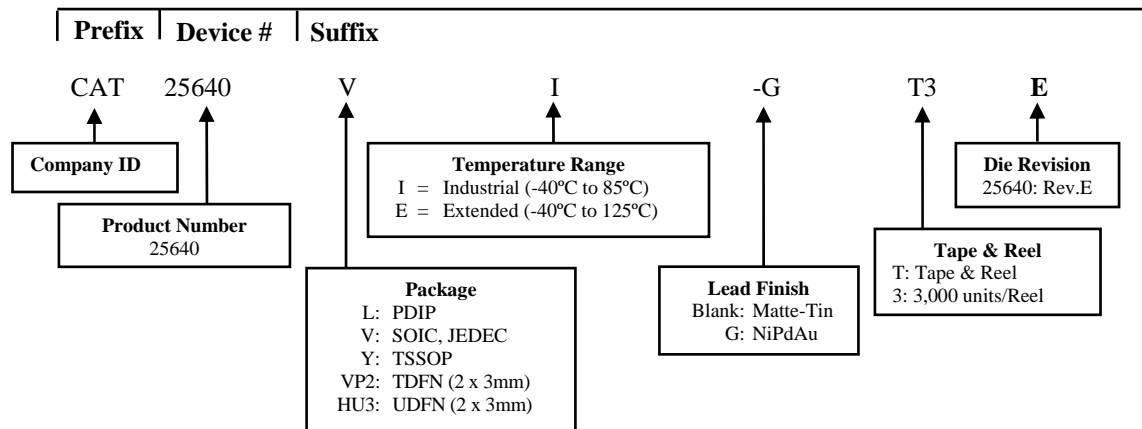 Prefix Device # Suffix
CAT 25640 V I -G T3 E
Company ID
Product Number
25640
Temperature Range
I = Industrial (-40ºC to 85ºC)
E = Extended (-40ºC to 125ºC)
Die Revision
25640: Rev.E
Package
L: PDIP
V: SOIC, JEDEC
Y: TSSOP
VP2: TDFN (2 x 3mm)
HU3: UDFN (2 x 3mm)
Lead Finish
Blank: Matte-Tin
G: NiPdAu
Tape & Reel
T: Tape & Reel
3: 3,000 units/Reel